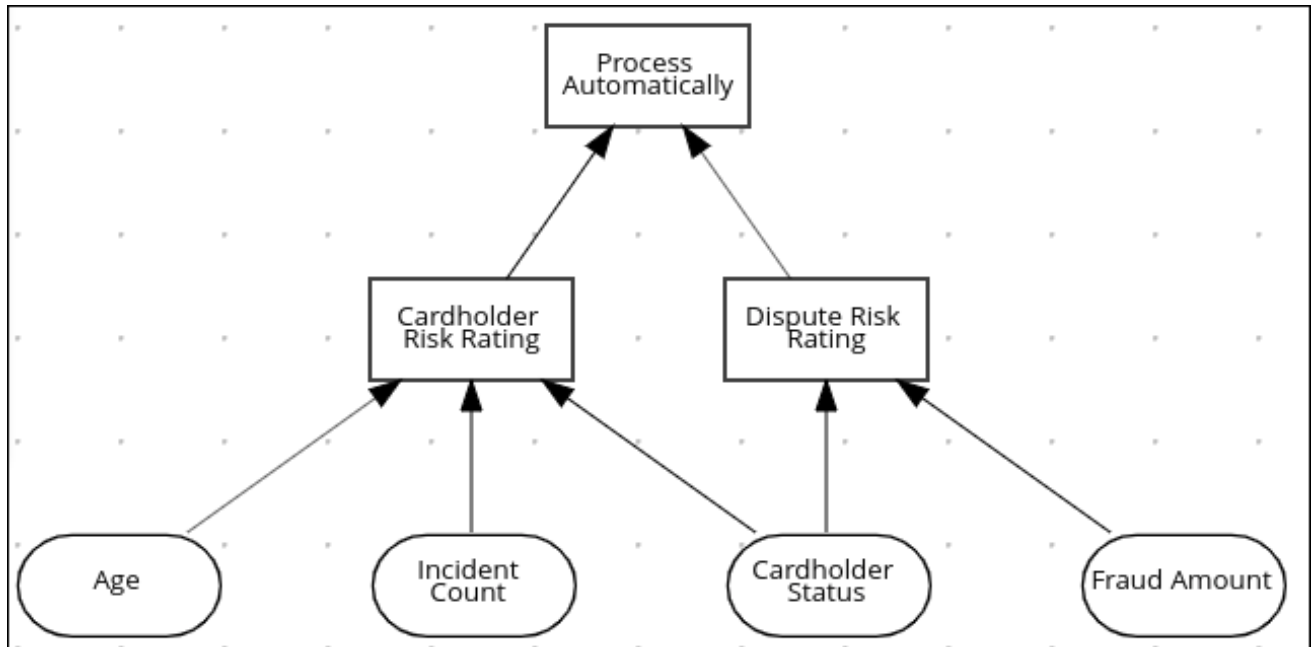 Process
Automatically
Cardholder
Risk Rating
Dispute Risk
Rating
Age
Incident
Count
Cardholder
Status
Fraud Amount